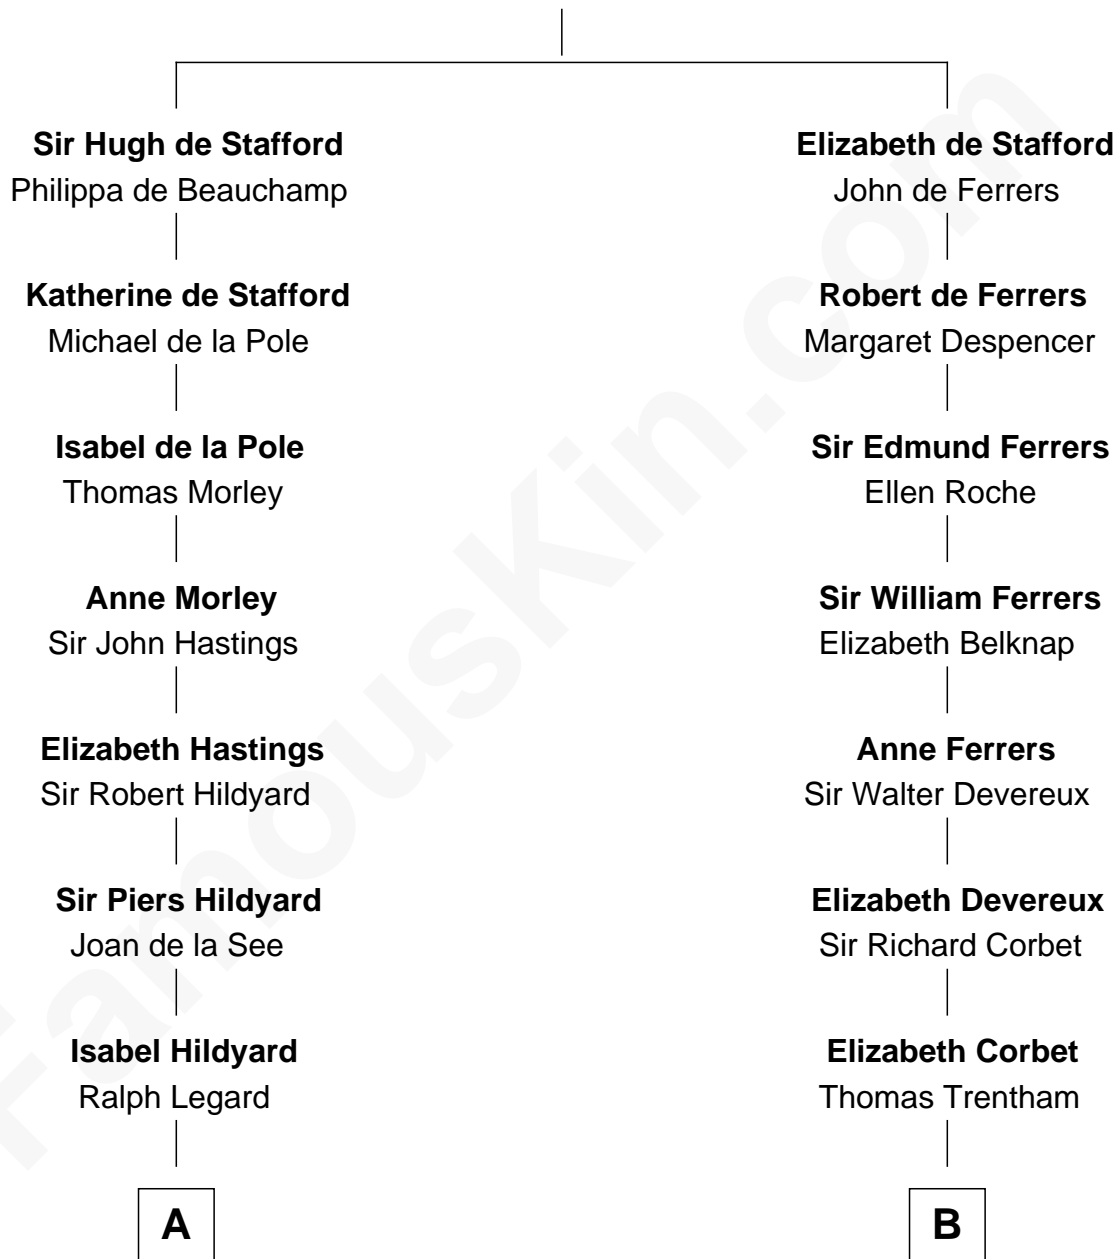 Sir Hugh de Stafford
Philippa de Beauchamp
Katherine de Stafford
Michael de la Pole
Isabel de la Pole
Thomas Morley
Anne Morley
Sir John Hastings
Elizabeth Hastings
Sir Robert Hildyard
Sir Piers Hildyard
Joan de la See
Isabel Hildyard
Ralph Legard
A
Elizabeth de Stafford
John de Ferrers
Robert de Ferrers
Margaret Despencer
Sir Edmund Ferrers
Ellen Roche
Sir William Ferrers
Elizabeth Belknap
Anne Ferrers
Sir Walter Devereux
Elizabeth Devereux
Sir Richard Corbet
Elizabeth Corbet
Thomas Trentham
B
FamousKin.com